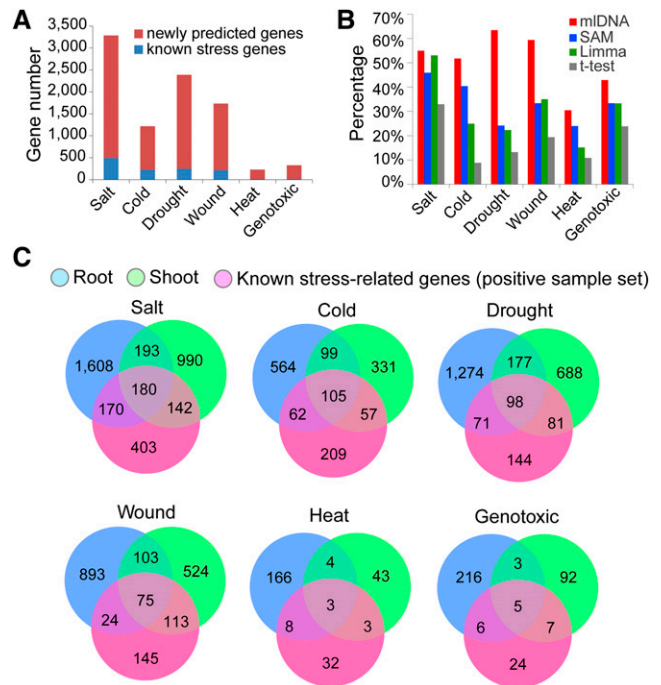 A
newly predicted genes
known stress genes
Gene number
3,500
3,000
2,500
2,000
1,500
1,000
500
0
Salt
Cold
Drought
Wound
Heat
Genotoxic
B
mlDNA
SAM
Limma
t-test
Percentage
70%
60%
50%
40%
30%
20%
10%
0%
Salt
Cold
Drought
Wound
Heat
Genotoxic
C
Root Shoot Known stress-related genes (positive sample set)
Salt
1,608 193 990
180
170 142
403
Cold
564 99 331
105
62 57
209
Drought
1,274 177 688
98
71 81
144
Wound
893 103 524
75
24 113
145
Heat
166 4 43
3
8 3
32
Genotoxic
216 3 92
5
6 7
24